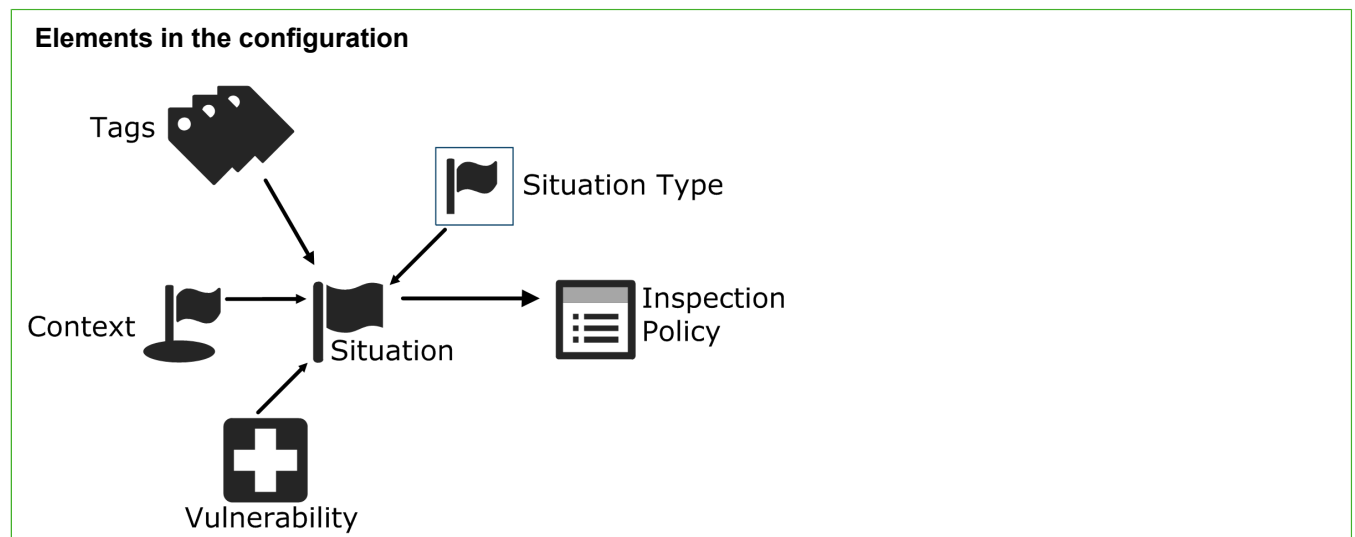 Elements in the configuration
Tags
Situation Type
Inspection
Policy
Context
Situation
Vulnerability